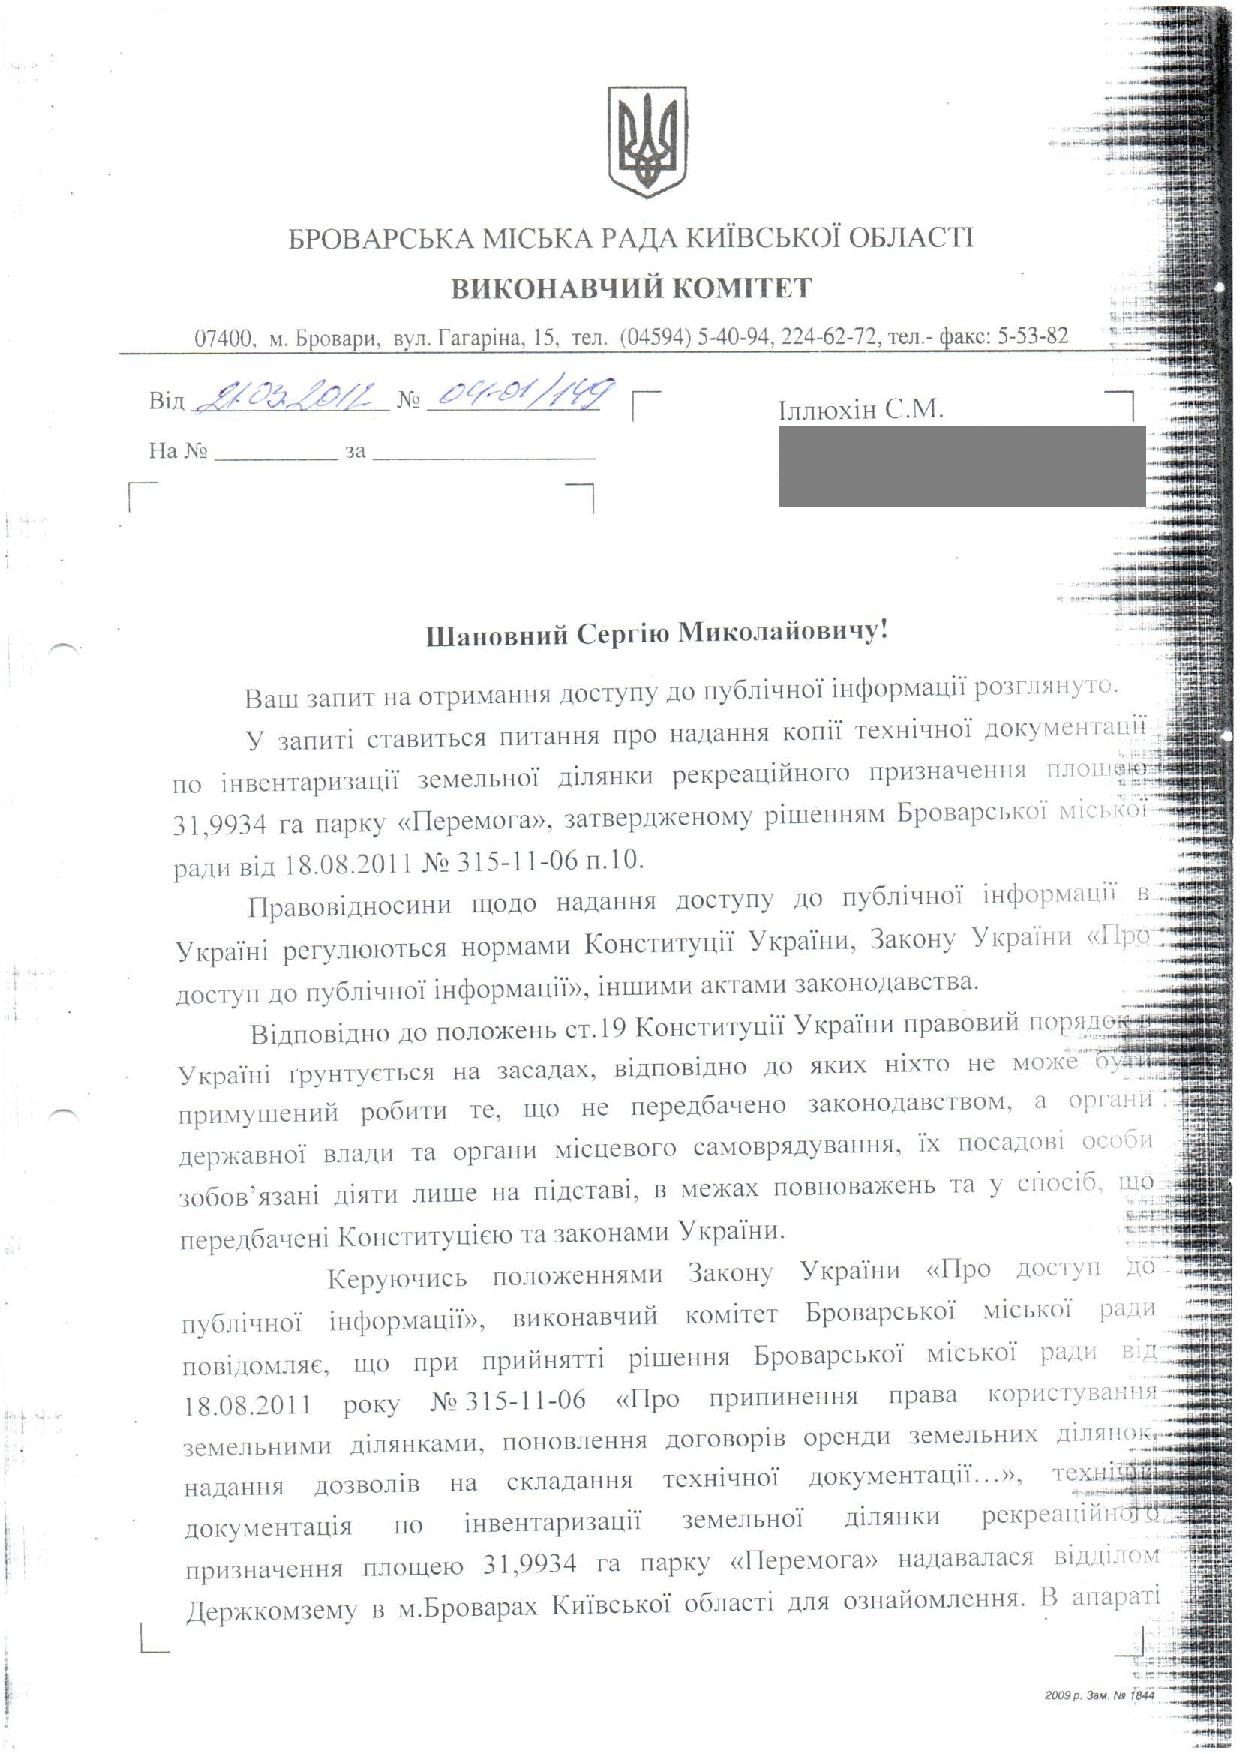 БРОВАРСЬКА МІСЬКА РАДА КИЇВСЬКОЇ ОБЛАСТІ
ВИКОНАВЧИЙ КОМІТЕТ
07400, м. Бровари, вул. Гагаріна, 15, тел. (04594) 5-40-94, 224-62-72, тел.- факс: 5-53-82
Від 21.03.2012 № 04-01/149
На № ___________ за ____________________
Іллюхін С.М.
Шановний Сергію Миколайовичу!
Ваш запит на отримання доступу до публічної інформації розглянуто.
У запиті ставиться питання про надання копії технічної документації
по інвентаризації земельної ділянки рекреаційного призначення площею
31,9934 га парку «Перемога», затвердженому рішенням Броварської міської
ради від 18.08.2011 № 315-11-06 п.10.
Правовідносини щодо надання доступу до публічної інформації в
Україні регулюються нормами Конституції України, Закону України «Про
доступ до публічної інформації», іншими актами законодавства.
Відповідно до положень ст.19 Конституції України правовий порядок в
Україні ґрунтується на засадах, відповідно до яких ніхто не може бути
примушений робити те, що не передбачено законодавством, а органи
державної влади та органи місцевого самоврядування, їх посадові особи
зобов’язані діяти лише на підставі, в межах повноважень та у спосіб, що
передбачені Конституцією та законами України.
Керуючись положеннями Закону України «Про доступ до
публічної інформації», виконавчий комітет Броварської міської ради
повідомляє, що при прийнятті рішення Броварської міської ради від
18.08.2011 року № 315-11-06 «Про припинення права користування
земельними ділянками, поновлення договорів оренди земельних ділянок,
надання дозволів на складання технічної документації…», технічна
документація по інвентаризації земельної ділянки рекреаційного
призначення площею 31,9934 га парку «Перемога» надавалася відділом
Держкомзему в м.Броварах Київської області для ознайомлення. В апараті
2009 р. Зам. № 1844